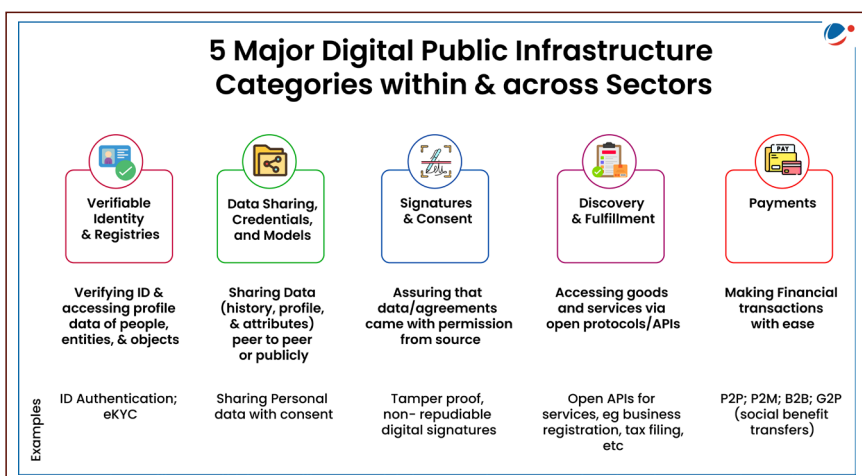 5 Major Digital Public Infrastructure
Categories within & across Sectors
PAY
Verifiable
Identity
& Registries
Data Sharing,
Credentials,
and Models
Signatures
& Consent
Discovery
& Fulfillment
Payments
Verifying ID &
accessing profile
data of people,
entities, & objects
Sharing Data
(history, profile,
& attributes)
peer to peer
or publicly
Assuring that
data/agreements
came with permission
from source
Accessing goods
and services via
open protocols/APIs
Making Financial
transactions
with ease
Examples
ID Authentication;
eKYC
Sharing Personal
data with consent
Tamper proof,
non- repudiable
digital signatures
Open APIs for
services, eg business
registration, tax filing,
etc
P2P; P2M; B2B; G2P
(social benefit
transfers)